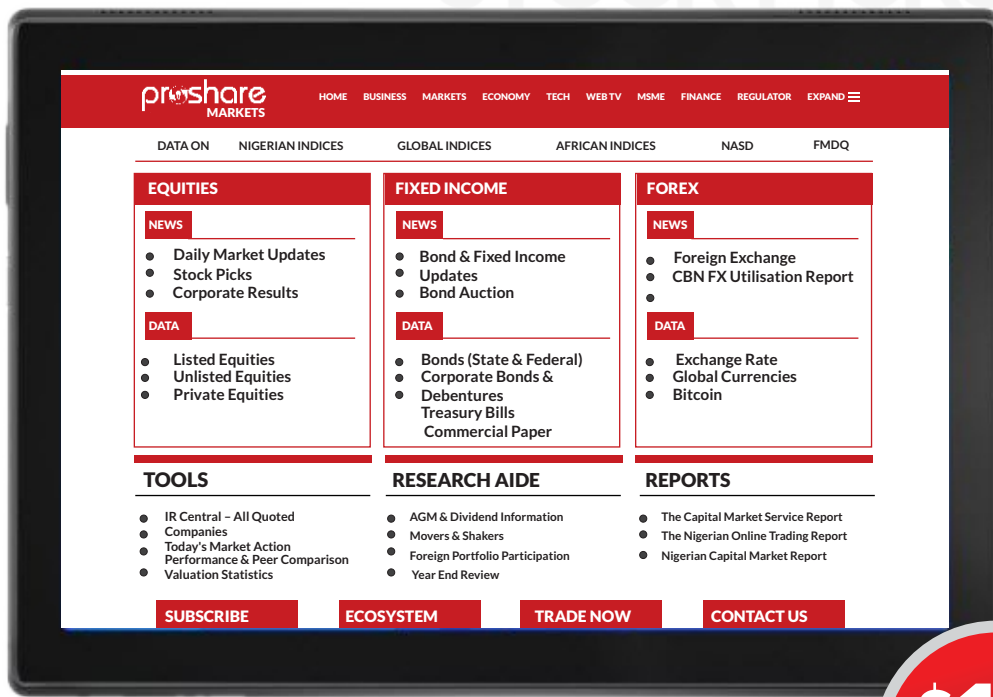 proshare
MARKETS
HOME BUSINESS MARKETS ECONOMY TECH WEB TV MSME FINANCE REGULATOR EXPAND
DATA ON NIGERIAN INDICES GLOBAL INDICES AFRICAN INDICES NASD FMDQ
EQUITIES
NEWS
Daily Market Updates
Stock Picks
Corporate Results
DATA
Listed Equities
Unlisted Equities
Private Equities
FIXED INCOME
NEWS
Bond & Fixed Income
Updates
Bond Auction
DATA
Bonds (State & Federal)
Corporate Bonds &
Debentures
Treasury Bills
Commercial Paper
FOREX
NEWS
Foreign Exchange
CBN FX Utilisation Report
DATA
Exchange Rate
Global Currencies
Bitcoin
TOOLS
IR Central – All Quoted
Companies
Today's Market Action
Performance & Peer Comparison
Valuation Statistics
RESEARCH AIDE
AGM & Dividend Information
Movers & Shakers
Foreign Portfolio Participation
Year End Review
REPORTS
The Capital Market Service Report
The Nigerian Online Trading Report
Nigerian Capital Market Report
SUBSCRIBE ECOSYSTEM TRADE NOW CONTACT US